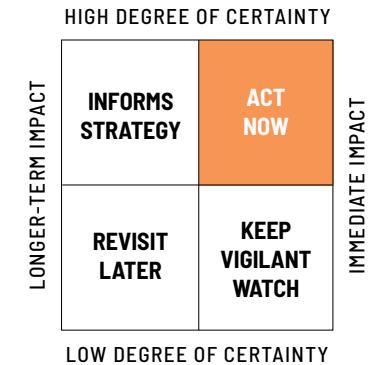 HIGH DEGREE OF CERTAINTY
LONGER-TERM IMPACT
INFORMS
STRATEGY
ACT
NOW
IMMEDIATE IMPACT
REVISIT
LATER
KEEP
VIGILANT
WATCH
LOW DEGREE OF CERTAINTY